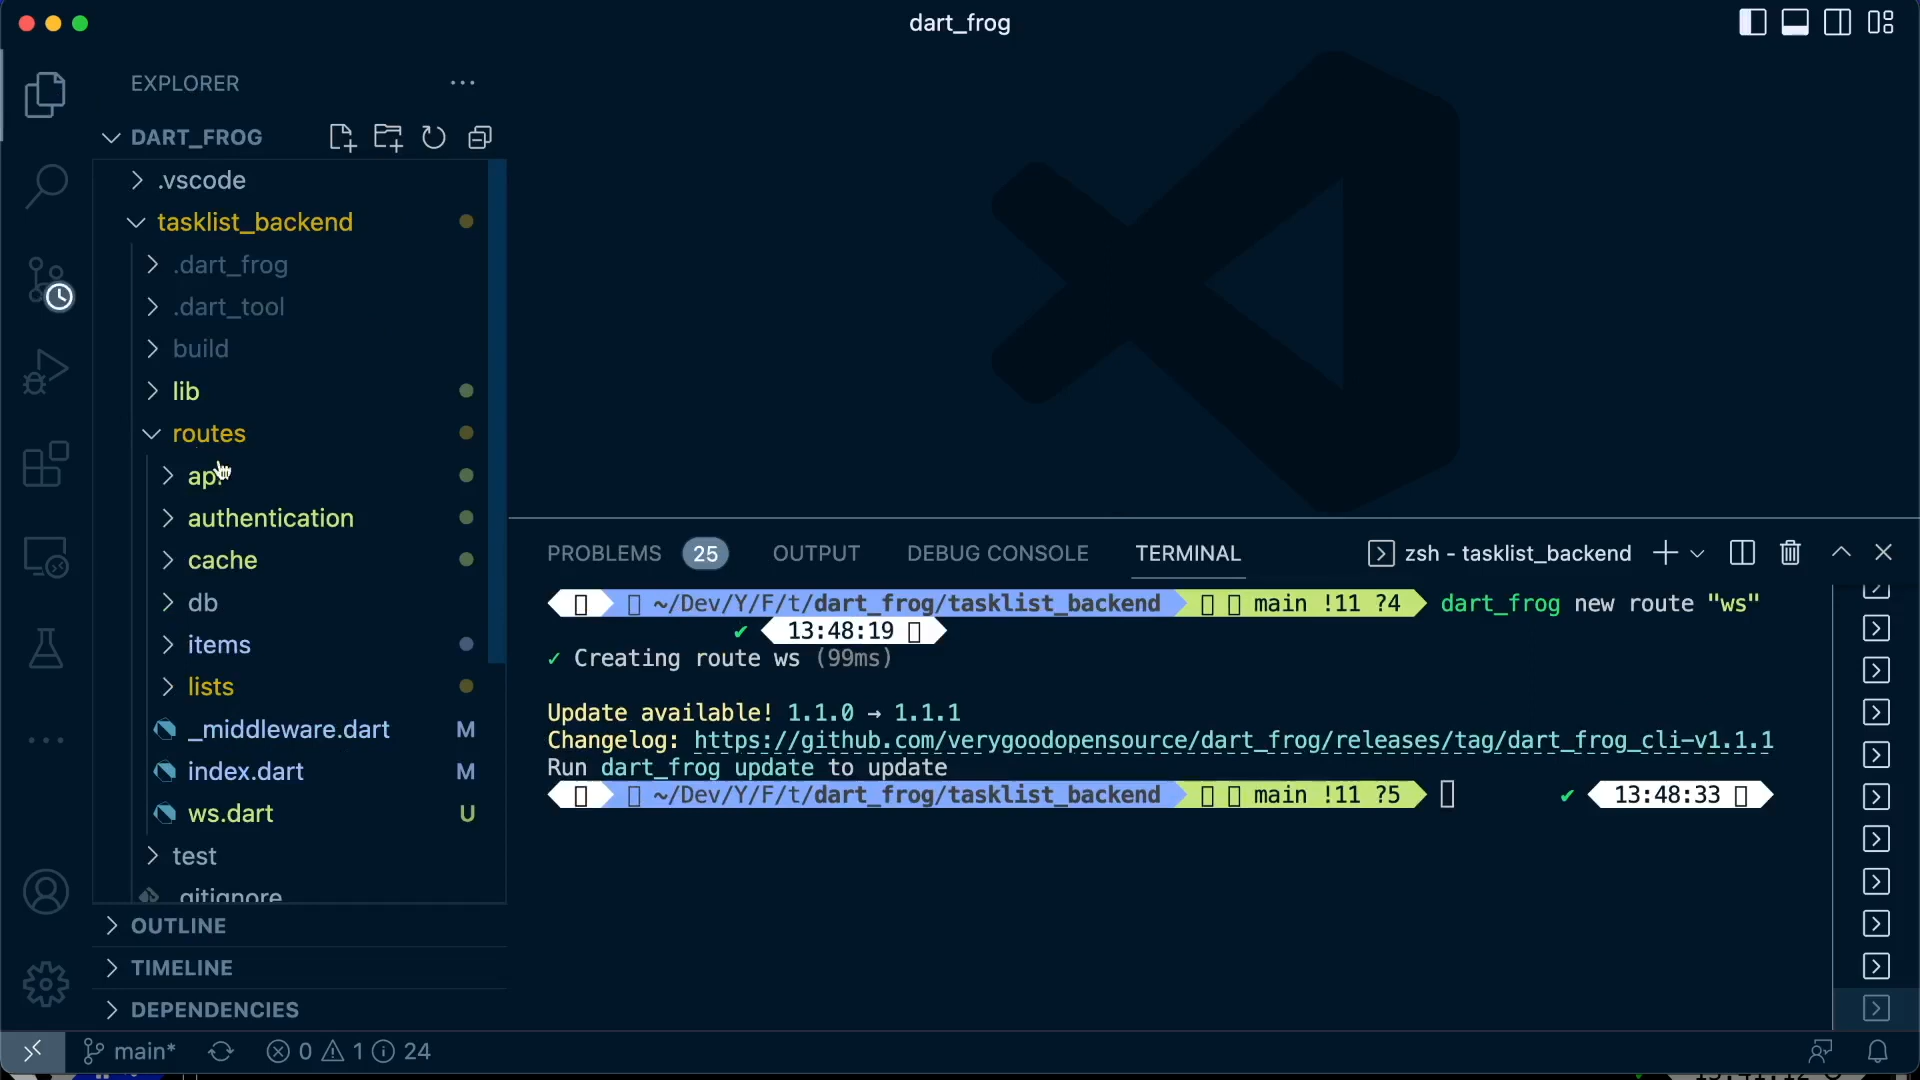 dart_frog
EXPLORER
DART_FROG
.vscode
tasklist_backend
.dart_frog
.dart_tool
build
lib
routes
api
authentication
cache
db
items
lists
_middleware.dart M
index.dart M
ws.dart U
test
.gitignore
OUTLINE
TIMELINE
DEPENDENCIES
PROBLEMS 25 OUTPUT DEBUG CONSOLE TERMINAL zsh - tasklist_backend
~/Dev/Y/F/t/dart_frog/tasklist_backend main !11 ?4 dart_frog new route "ws"
✔ 13:48:19
✓ Creating route ws (99ms)
Update available! 1.1.0 → 1.1.1
Changelog: https://github.com/verygoodopensource/dart_frog/releases/tag/dart_frog_cli-v1.1.1
Run dart_frog update to update
~/Dev/Y/F/t/dart_frog/tasklist_backend main !11 ?5 ✔ 13:48:33
main* 0 1 24